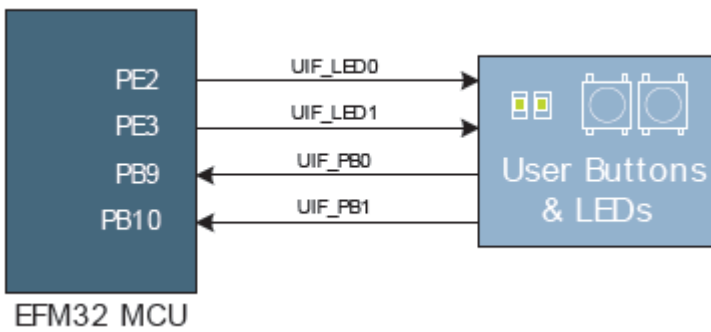 PE2
UIF_LED0
PE3
UIF_LED1
PB9
UIF_PB0
PB10
UIF_PB1
User Buttons
& LEDs
EFM32 MCU